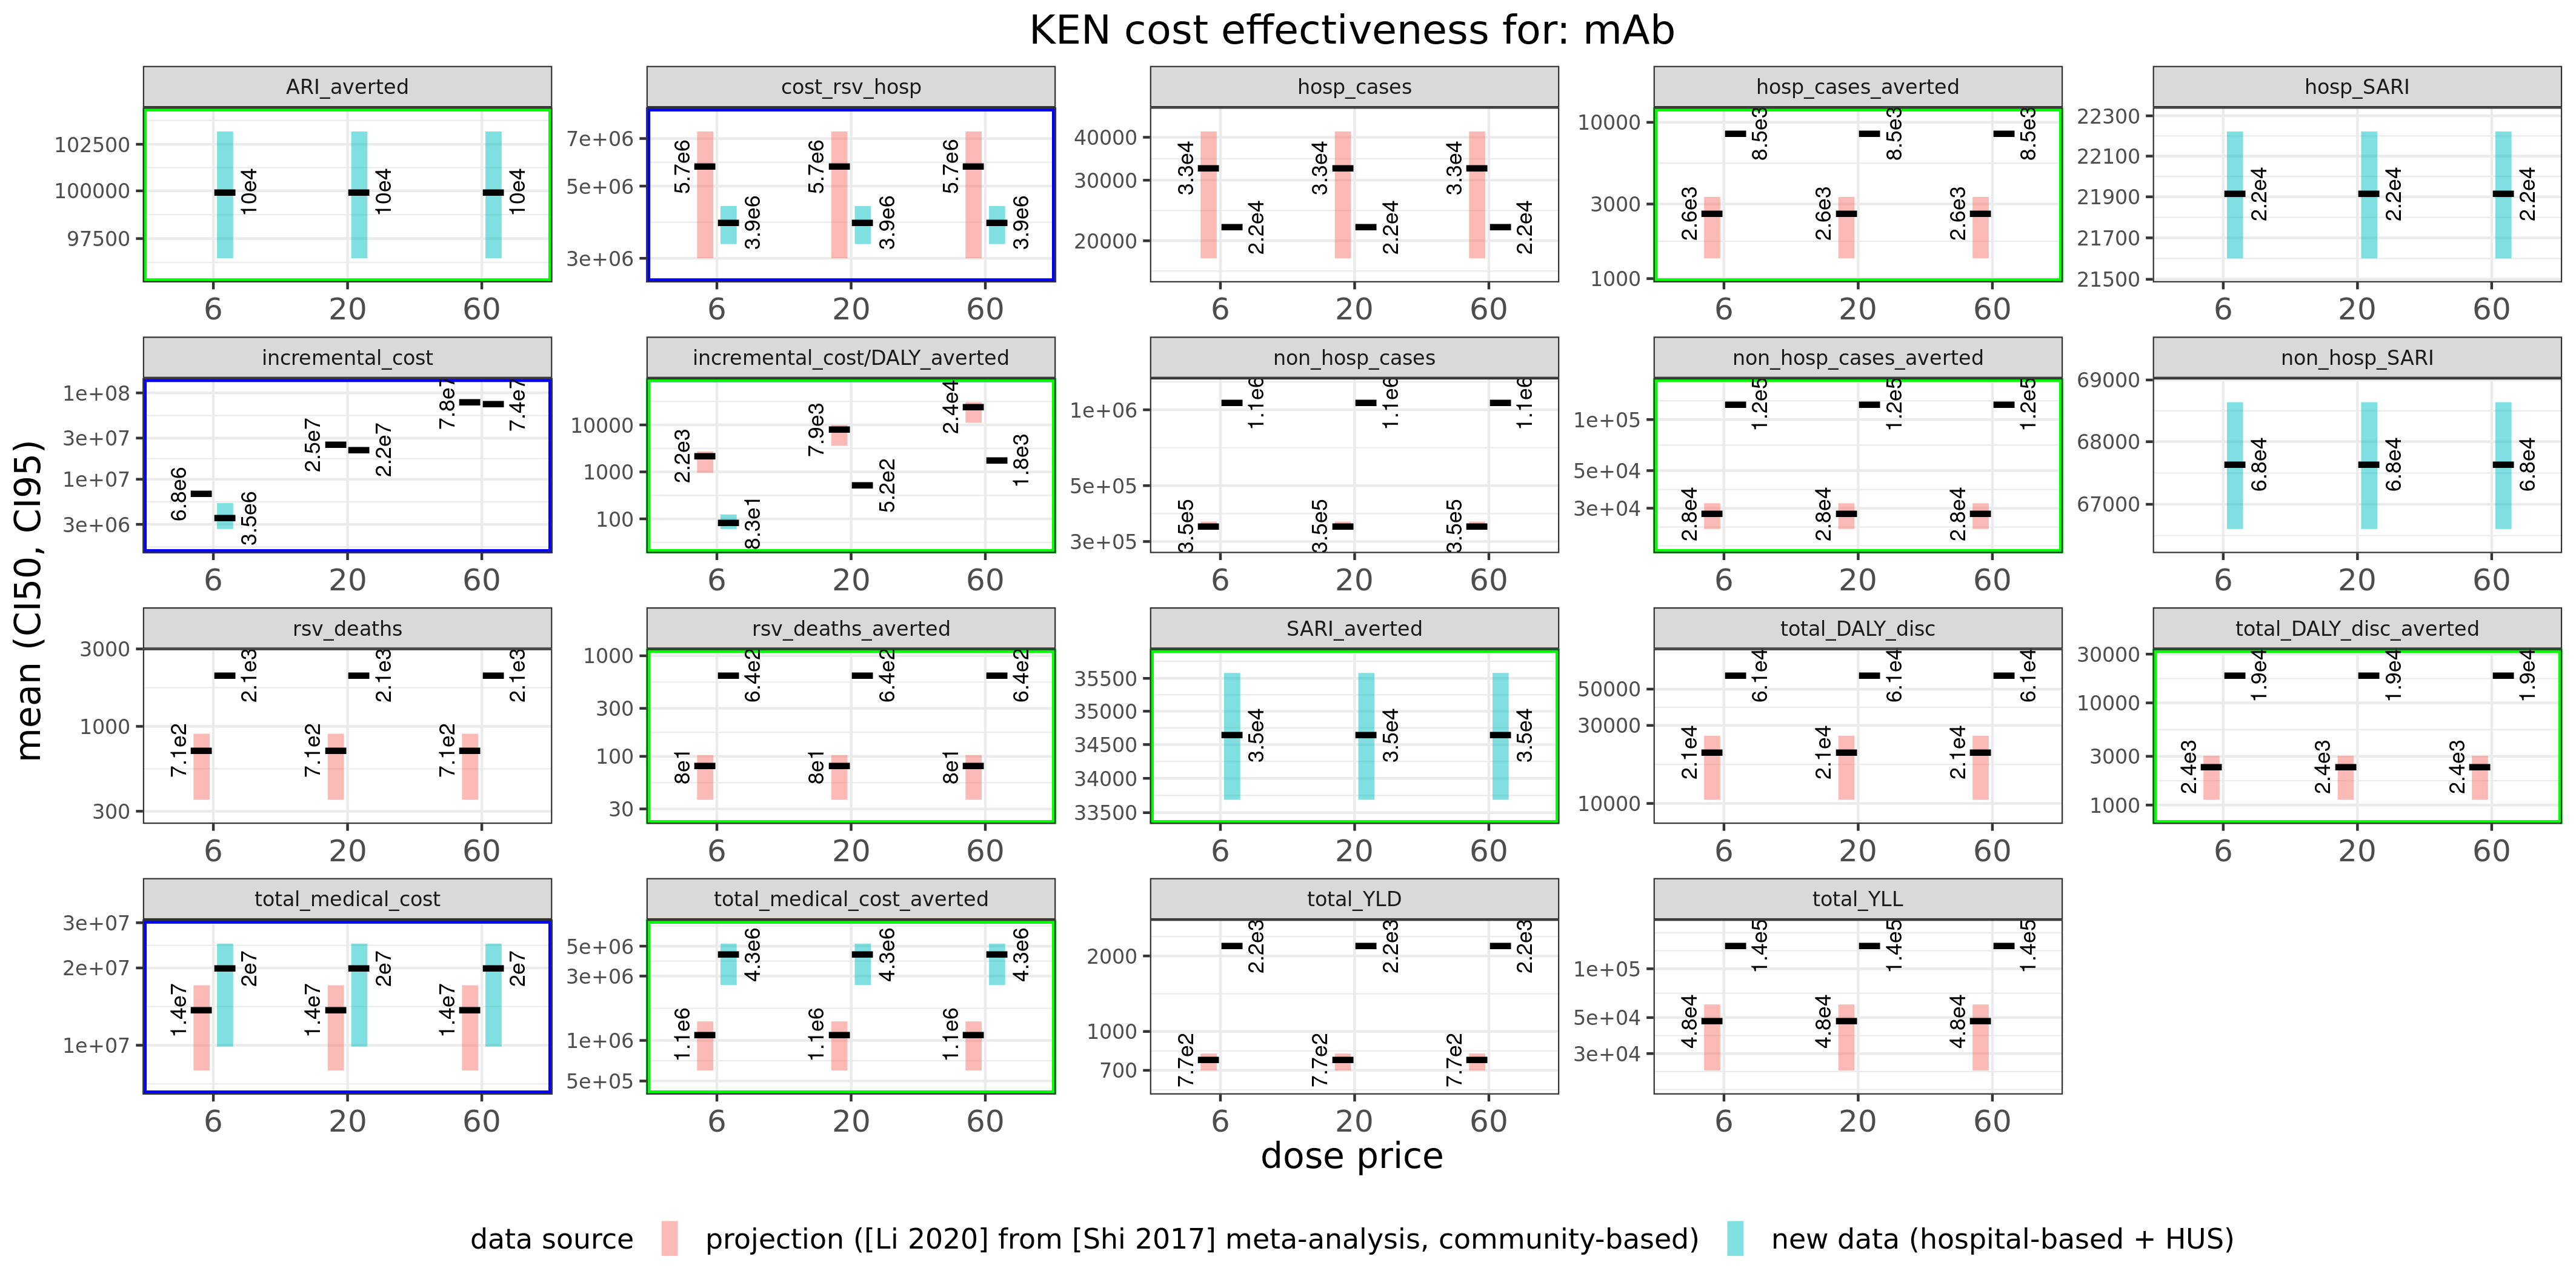 KEN cost effectiveness for: mAb
mean (CI50, CI95)
ARI_averted
102500
100000
97500
10e4 10e4 10e4
6 20 60
cost_rsv_hosp
7e+06
5e+06
3e+06
5.7e6 5.7e6 5.7e6
3.9e6 3.9e6 3.9e6
6 20 60
hosp_cases
40000
30000
20000
3.3e4 3.3e4 3.3e4
2.2e4 2.2e4 2.2e4
6 20 60
hosp_cases_averted
10000
3000
1000
8.5e3 8.5e3 8.5e3
2.6e3 2.6e3 2.6e3
6 20 60
hosp_SARI
22300
22100
21900
21700
21500
2.2e4 2.2e4 2.2e4
6 20 60
incremental_cost
1e+08
3e+07
1e+07
3e+06
6.8e6 3.5e6 2.5e7 2.2e7 7.8e7 7.4e7
6 20 60
incremental_cost/DALY_averted
10000
1000
100
2.2e3 8.3e1 7.9e3 5.2e2 2.4e4 1.8e3
6 20 60
non_hosp_cases
1e+06
5e+05
3e+05
1.1e6 1.1e6 1.1e6
3.5e5 3.5e5 3.5e5
6 20 60
non_hosp_cases_averted
1e+05
5e+04
3e+04
1.2e5 1.2e5 1.2e5
2.8e4 2.8e4 2.8e4
6 20 60
non_hosp_SARI
69000
68000
67000
6.8e4 6.8e4 6.8e4
6 20 60
rsv_deaths
3000
1000
300
2.1e3 2.1e3 2.1e3
7.1e2 7.1e2 7.1e2
6 20 60
rsv_deaths_averted
1000
300
100
30
6.4e2 6.4e2 6.4e2
8e1 8e1 8e1
6 20 60
SARI_averted
35500
35000
34500
34000
33500
3.5e4 3.5e4 3.5e4
6 20 60
total_DALY_disc
50000
30000
10000
6.1e4 6.1e4 6.1e4
2.1e4 2.1e4 2.1e4
6 20 60
total_DALY_disc_averted
30000
10000
3000
1000
1.9e4 1.9e4 1.9e4
2.4e3 2.4e3 2.4e3
6 20 60
total_medical_cost
3e+07
2e+07
1e+07
1.4e7 1.4e7 1.4e7
2e7 2e7 2e7
6 20 60
total_medical_cost_averted
5e+06
3e+06
1e+06
5e+05
4.3e6 4.3e6 4.3e6
1.1e6 1.1e6 1.1e6
6 20 60
total_YLD
2000
1000
700
2.2e3 2.2e3 2.2e3
7.7e2 7.7e2 7.7e2
6 20 60
total_YLL
1e+05
5e+04
3e+04
1.4e5 1.4e5 1.4e5
4.8e4 4.8e4 4.8e4
6 20 60
dose price
data source projection ([Li 2020] from [Shi 2017] meta-analysis, community-based) new data (hospital-based + HUS)